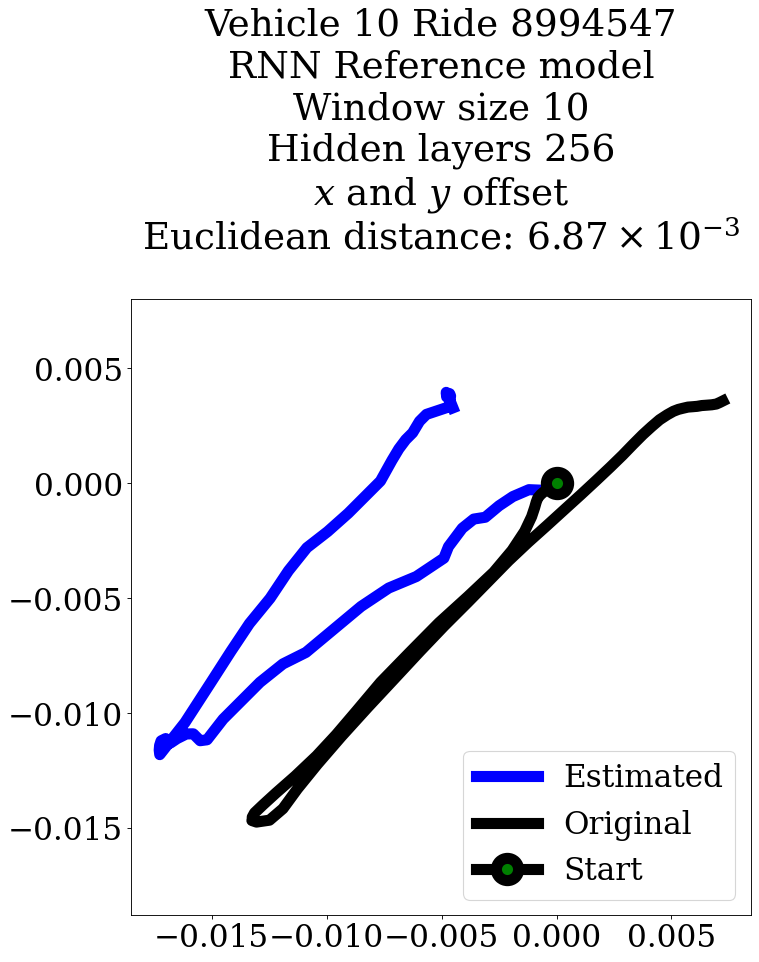 Vehicle 10 Ride 8994547
RNN Reference model
Window size 10
Hidden layers 256
x and y offset
Euclidean distance: 6.87 × 10⁻³
0.005
0.000
−0.005
−0.010
−0.015
Estimated
Original
Start
−0.015 −0.010 −0.005 0.000 0.005